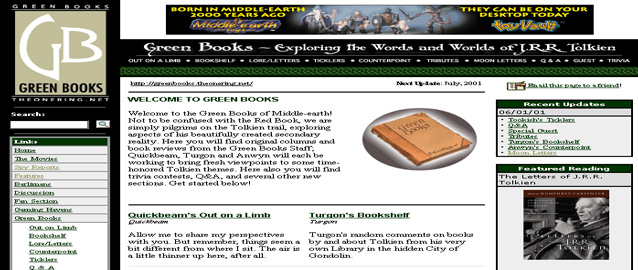 GREEN BOOKS
GB
GREEN BOOKS
THEONERING.NET
Search:
Links
Home
The Movies
Spy Reports
Features
Barlimans
Discussion
Fun Section
Gaming Havens
Green Books
Out on a Limb
Bookshelf
Lore/Letters
Counterpoint
Ticklers
Q & A
BORN IN MIDDLE-EARTH
2000 YEARS AGO
Middle-earth
toys
THEY CAN BE ON YOUR
DESKTOP TODAY
ToyVault
Green Books ~ Exploring the Words and Worlds of J.R.R. Tolkien
OUT ON A LIMB • BOOKSHELF • LORE/LETTERS • TICKLERS • COUNTERPOINT • TRIBUTES • MOON LETTERS • Q & A • GUEST • TRIVIA
http://greenbooks.theonering.net/
Next Update: July, 2001
WELCOME TO GREEN BOOKS
Welcome to the Green Books of Middle-earth!
Not to be confused with the Red Book, we are
simply pilgrims on the Tolkien trail, exploring
aspects of his beautifully created secondary
reality. Here you will find original columns and
book reviews from the Green Books Staff,
Quickbeam, Turgon and Anwyn will each be
working to bring fresh viewpoints to some time-
honored Tolkien themes. Here also you will find
trivia contests, Q&A, and several other new
sections. Get started below!
Green
Books
Quickbeam's Out on a Limb
Quickbeam
Allow me to share my perspectives
with you. But remember, things seem a
bit different from where I sit. The air is
a little thinner up here, after all.
Turgon's Bookshelf
Turgon
Turgon's random comments on books
by and about Tolkien from his very
own Library in the hidden City of
Gondolin.
Email this page to a friend!
Recent Updates
06/01/01
• Tookish's Ticklers
• Q&A
• Special Guest
• Tributes
• Turgon's Bookshelf
• Anwyn's Counterpoint
• Moon Letters
Featured Reading
The Letters of J.R.R.
Tolkien
HUMPHREY CARPENTER
LETTERS
OF
J.R.R.
TOLKIEN